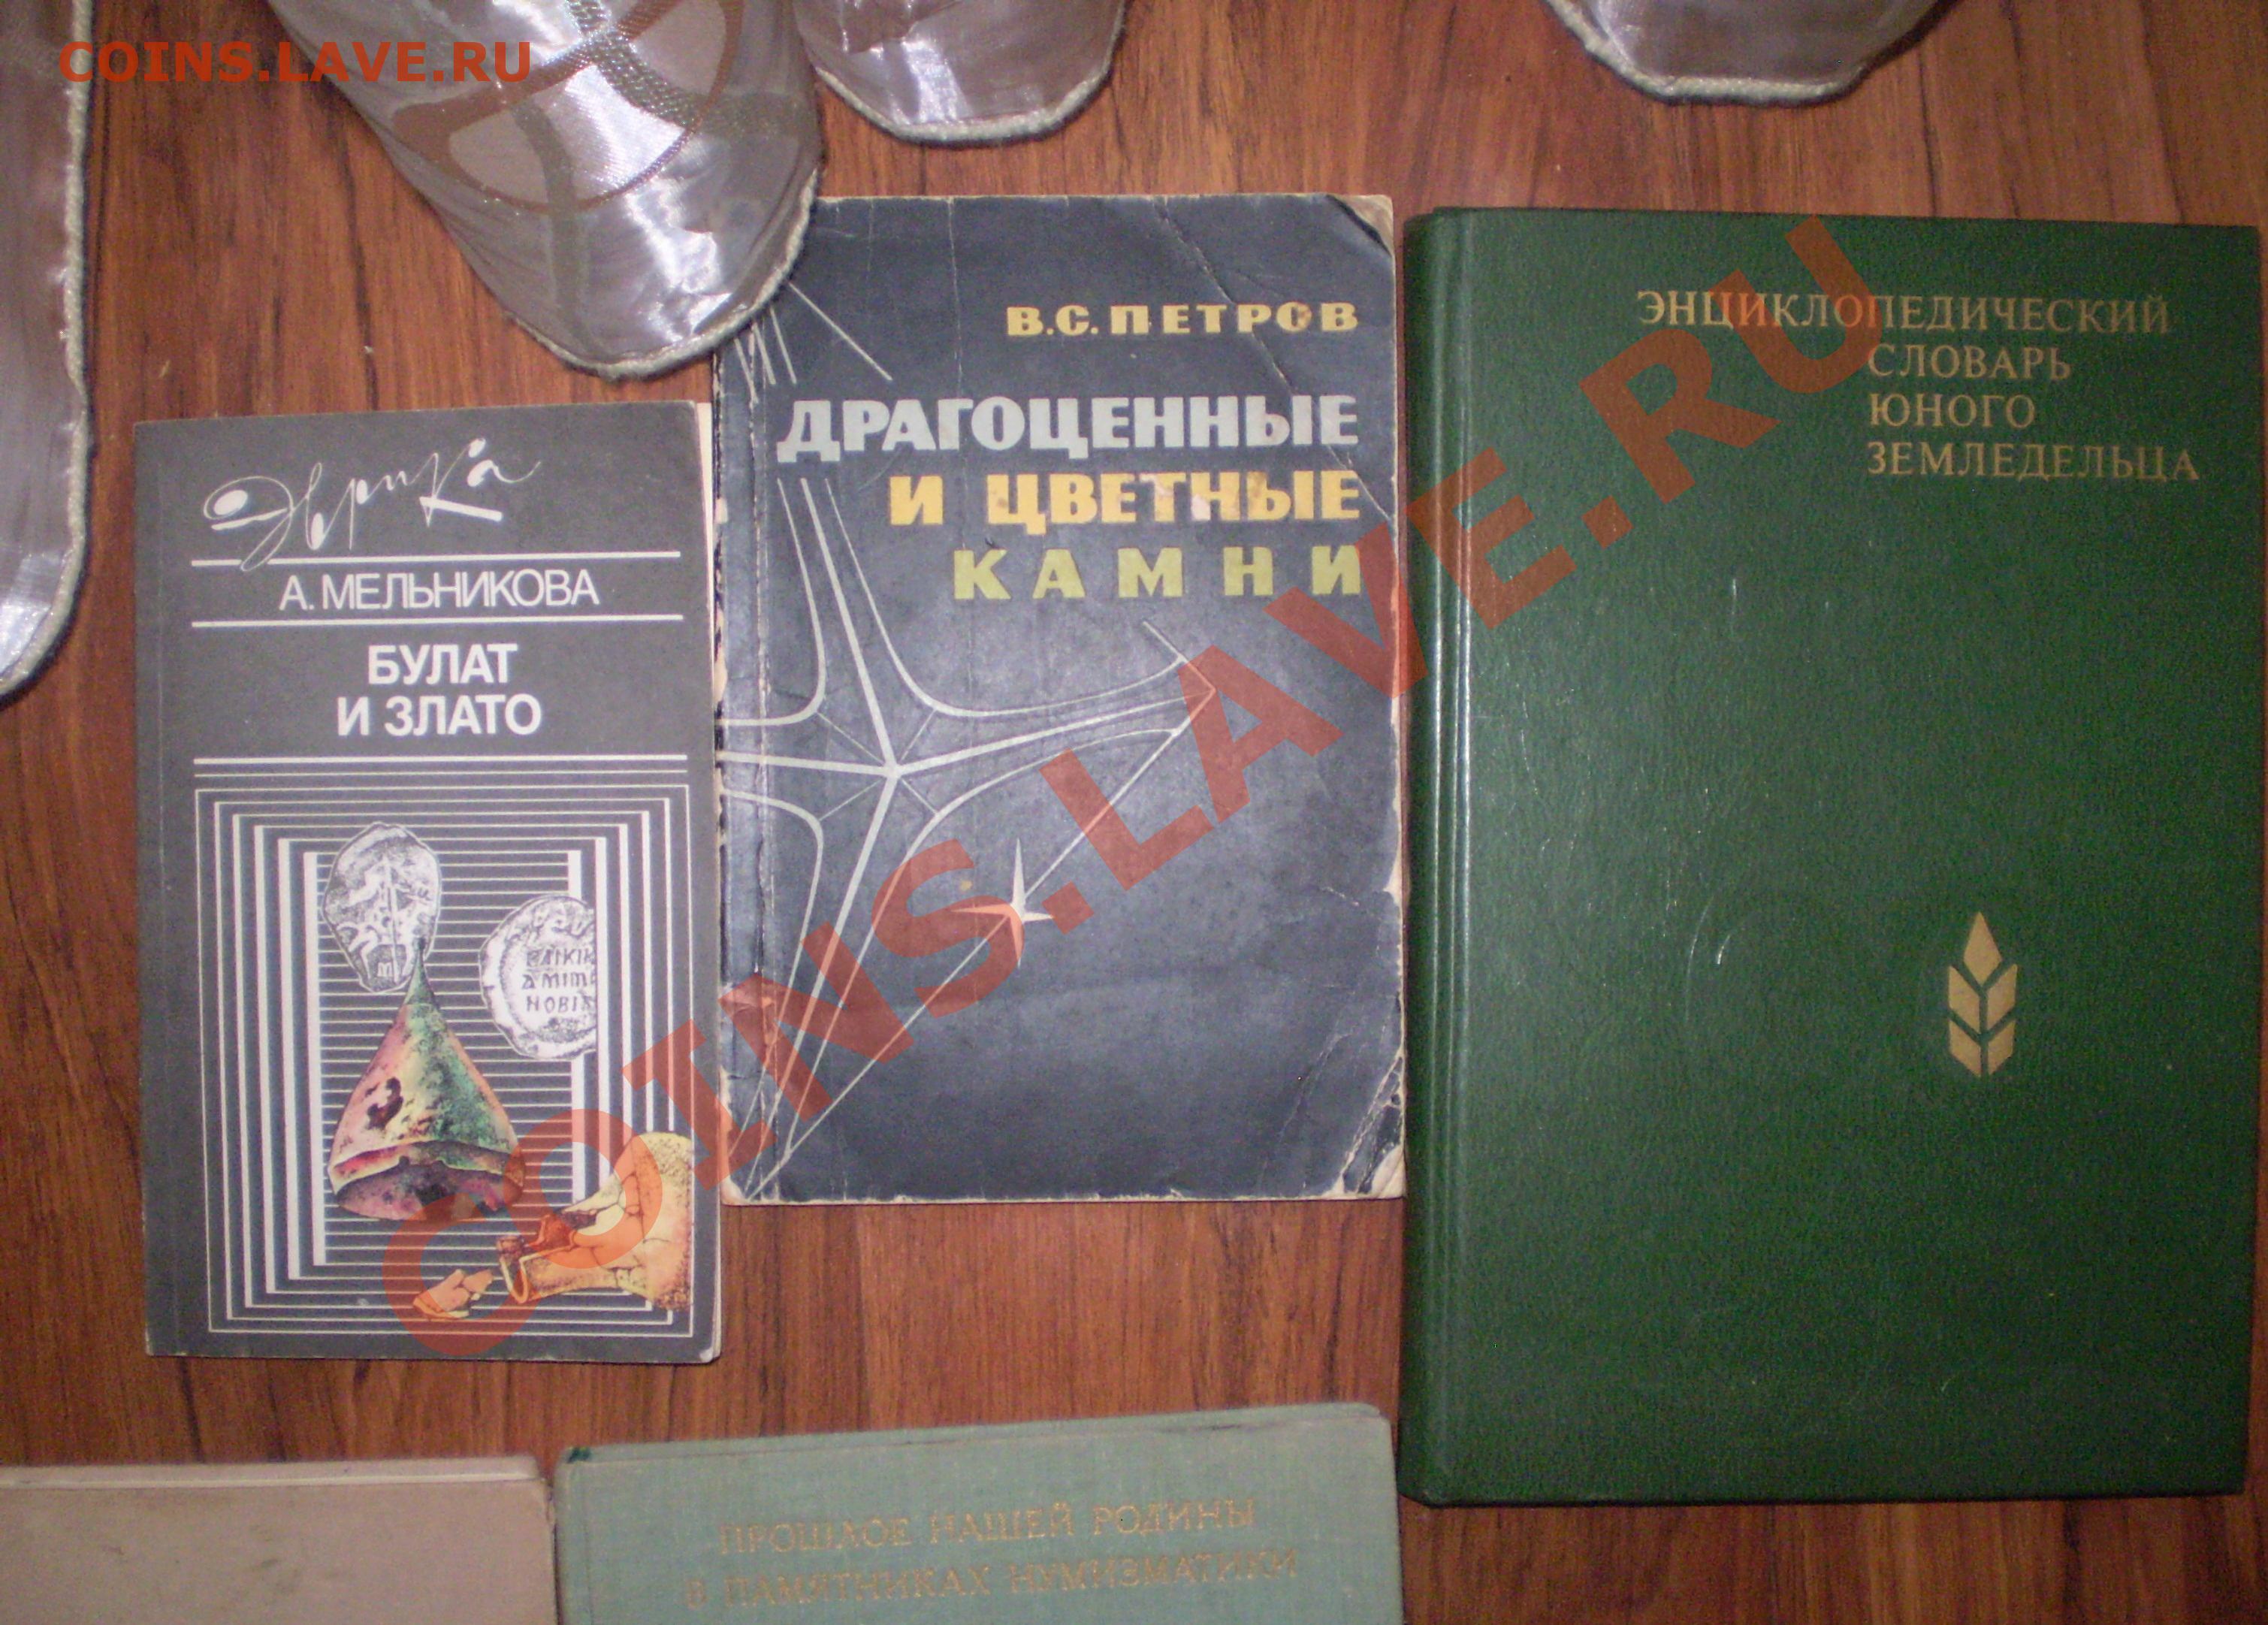 COINS.LAVE.RU
Эврика
А. МЕЛЬНИКОВА
БУЛАТ
И ЗЛАТО
В.С. ПЕТРОВ
ДРАГОЦЕННЫЕ
И ЦВЕТНЫЕ
КАМНИ
ЭНЦИКЛОПЕДИЧЕСКИЙ
СЛОВАРЬ
ЮНОГО
ЗЕМЛЕДЕЛЬЦА
COINS.LAVE.RU
ПРОШЛОЕ НАШЕЙ РОДИНЫ
В ПАМЯТНИКАХ НУМИЗМАТИКИ